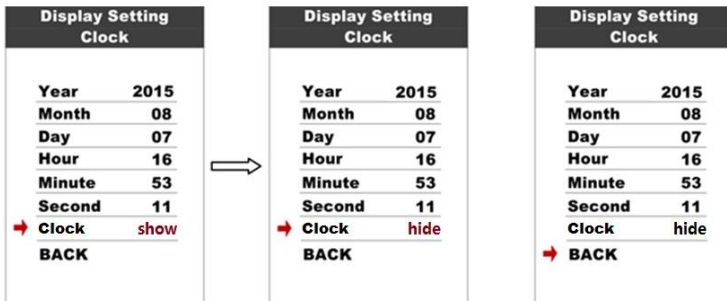 Display Setting
Clock
Year 2015
Month 08
Day 07
Hour 16
Minute 53
Second 11
Clock show
BACK
Display Setting
Clock
Year 2015
Month 08
Day 07
Hour 16
Minute 53
Second 11
Clock hide
BACK
Display Setting
Clock
Year 2015
Month 08
Day 07
Hour 16
Minute 53
Second 11
Clock hide
BACK